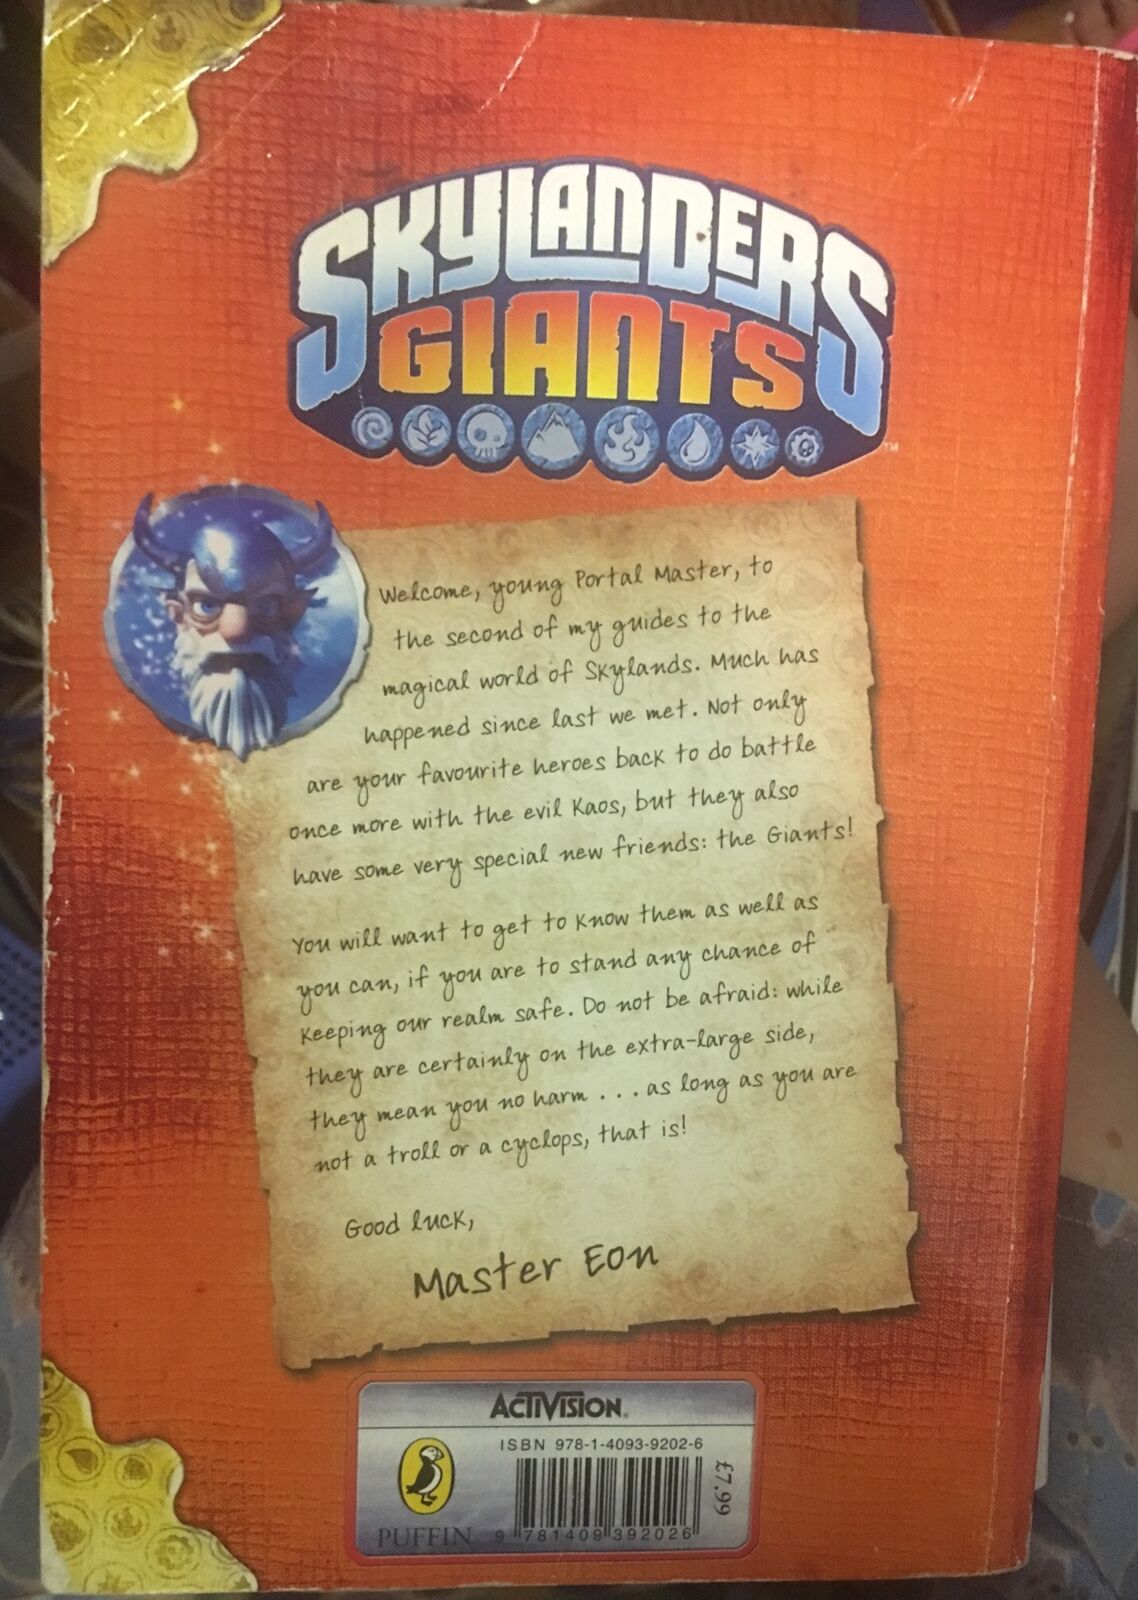 SKYLANDERS
GIANTS
TM
Welcome, young Portal Master, to
the second of my guides to the
magical world of Skylands. Much has
happened since last we met. Not only
are your favourite heroes back to do battle
once more with the evil Kaos, but they also
have some very special new friends: the Giants!
You will want to get to know them as well as
you can, if you are to stand any chance of
keeping our realm safe. Do not be afraid: while
they are certainly on the extra-large side,
they mean you no harm . . . as long as you are
not a troll or a cyclops, that is!
Good luck,
Master Eon
ACTIVISION®
ISBN 978-1-4093-9202-6
£7.99
PUFFIN
9 781409 392026